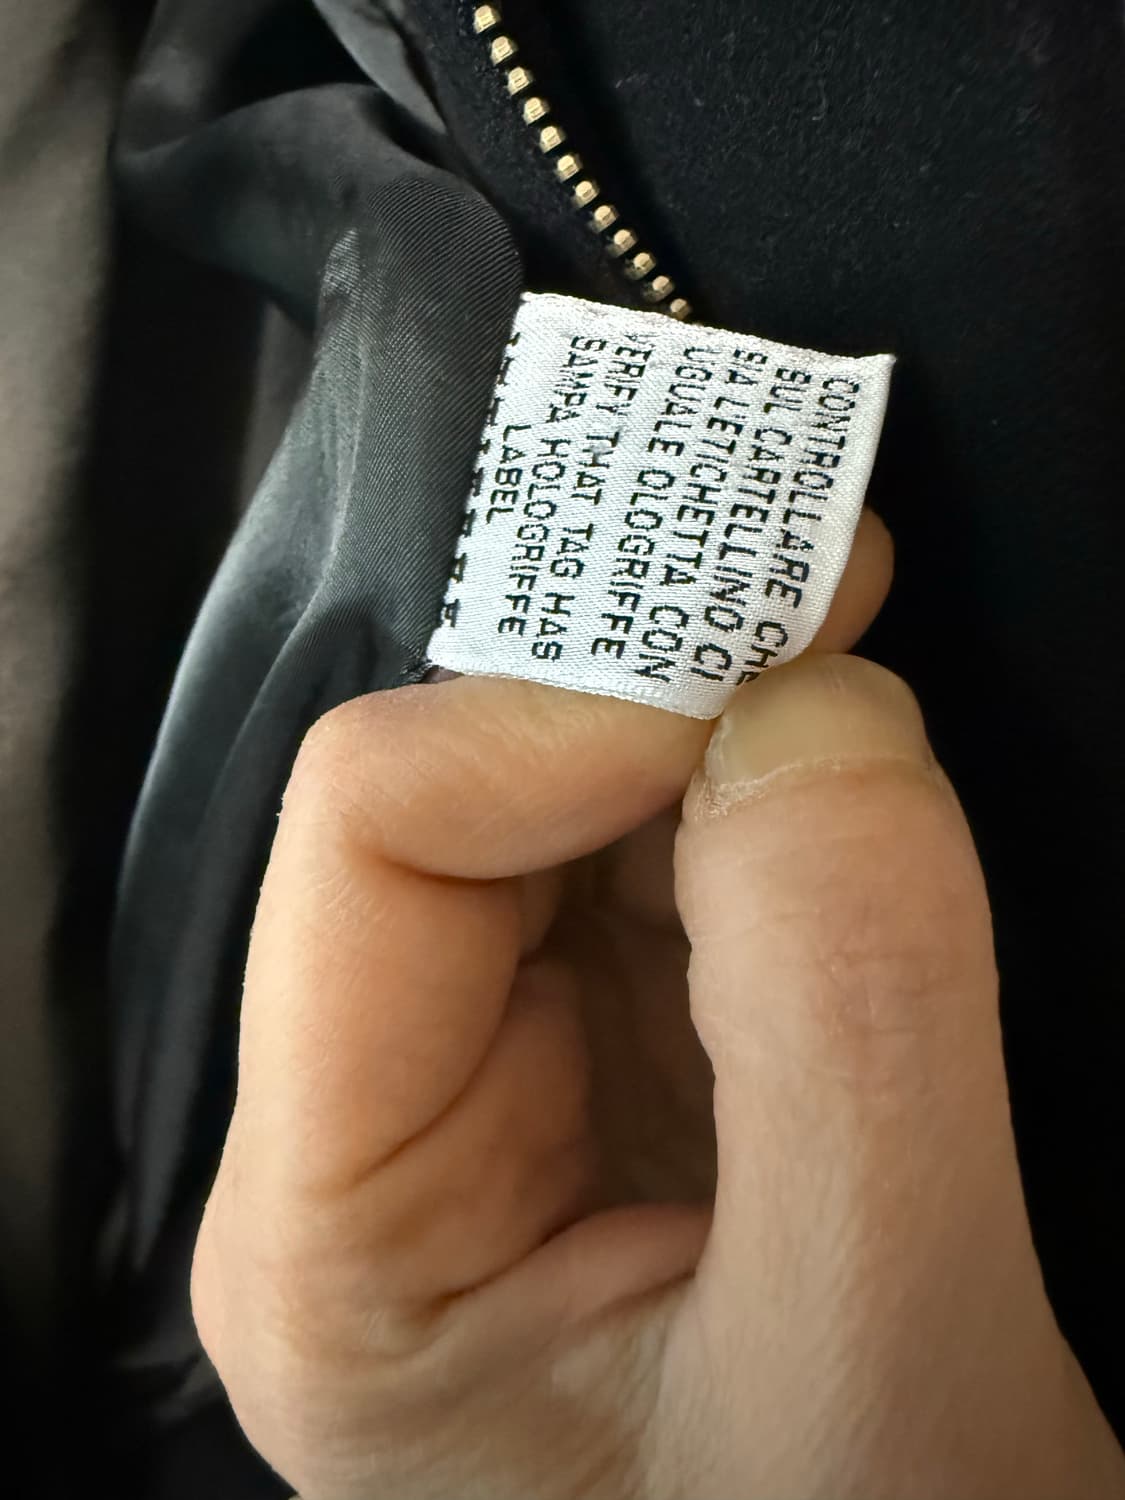 CONTROLLARE CHE
SUL CARTELLINO CI
SIA L'ETICHETTA CON
UGUALE OLOGRIFFE
VERIFY THAT TAG HAS
SAMPA HOLOGRIFFE
LABEL